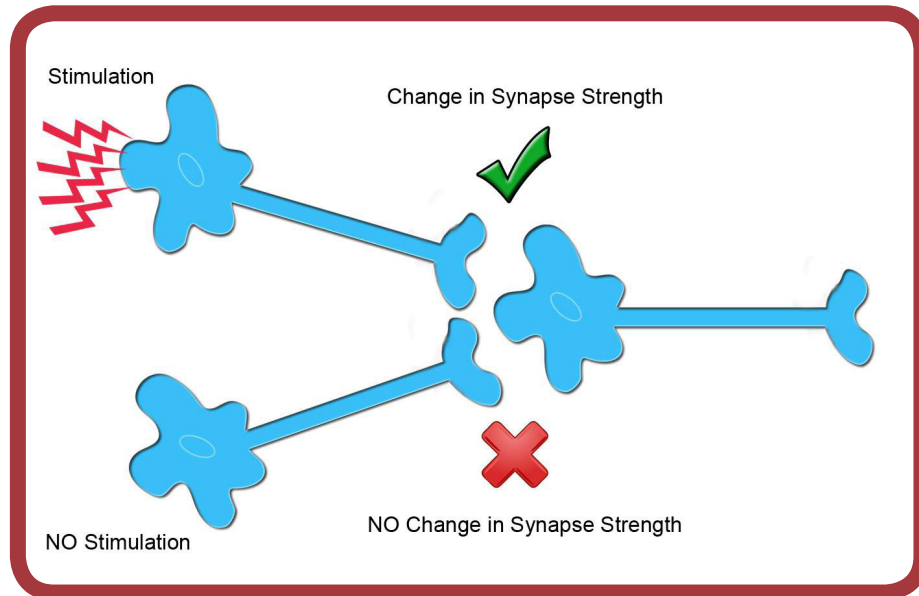 Stimulation
Change in Synapse Strength
NO Change in Synapse Strength
NO Stimulation